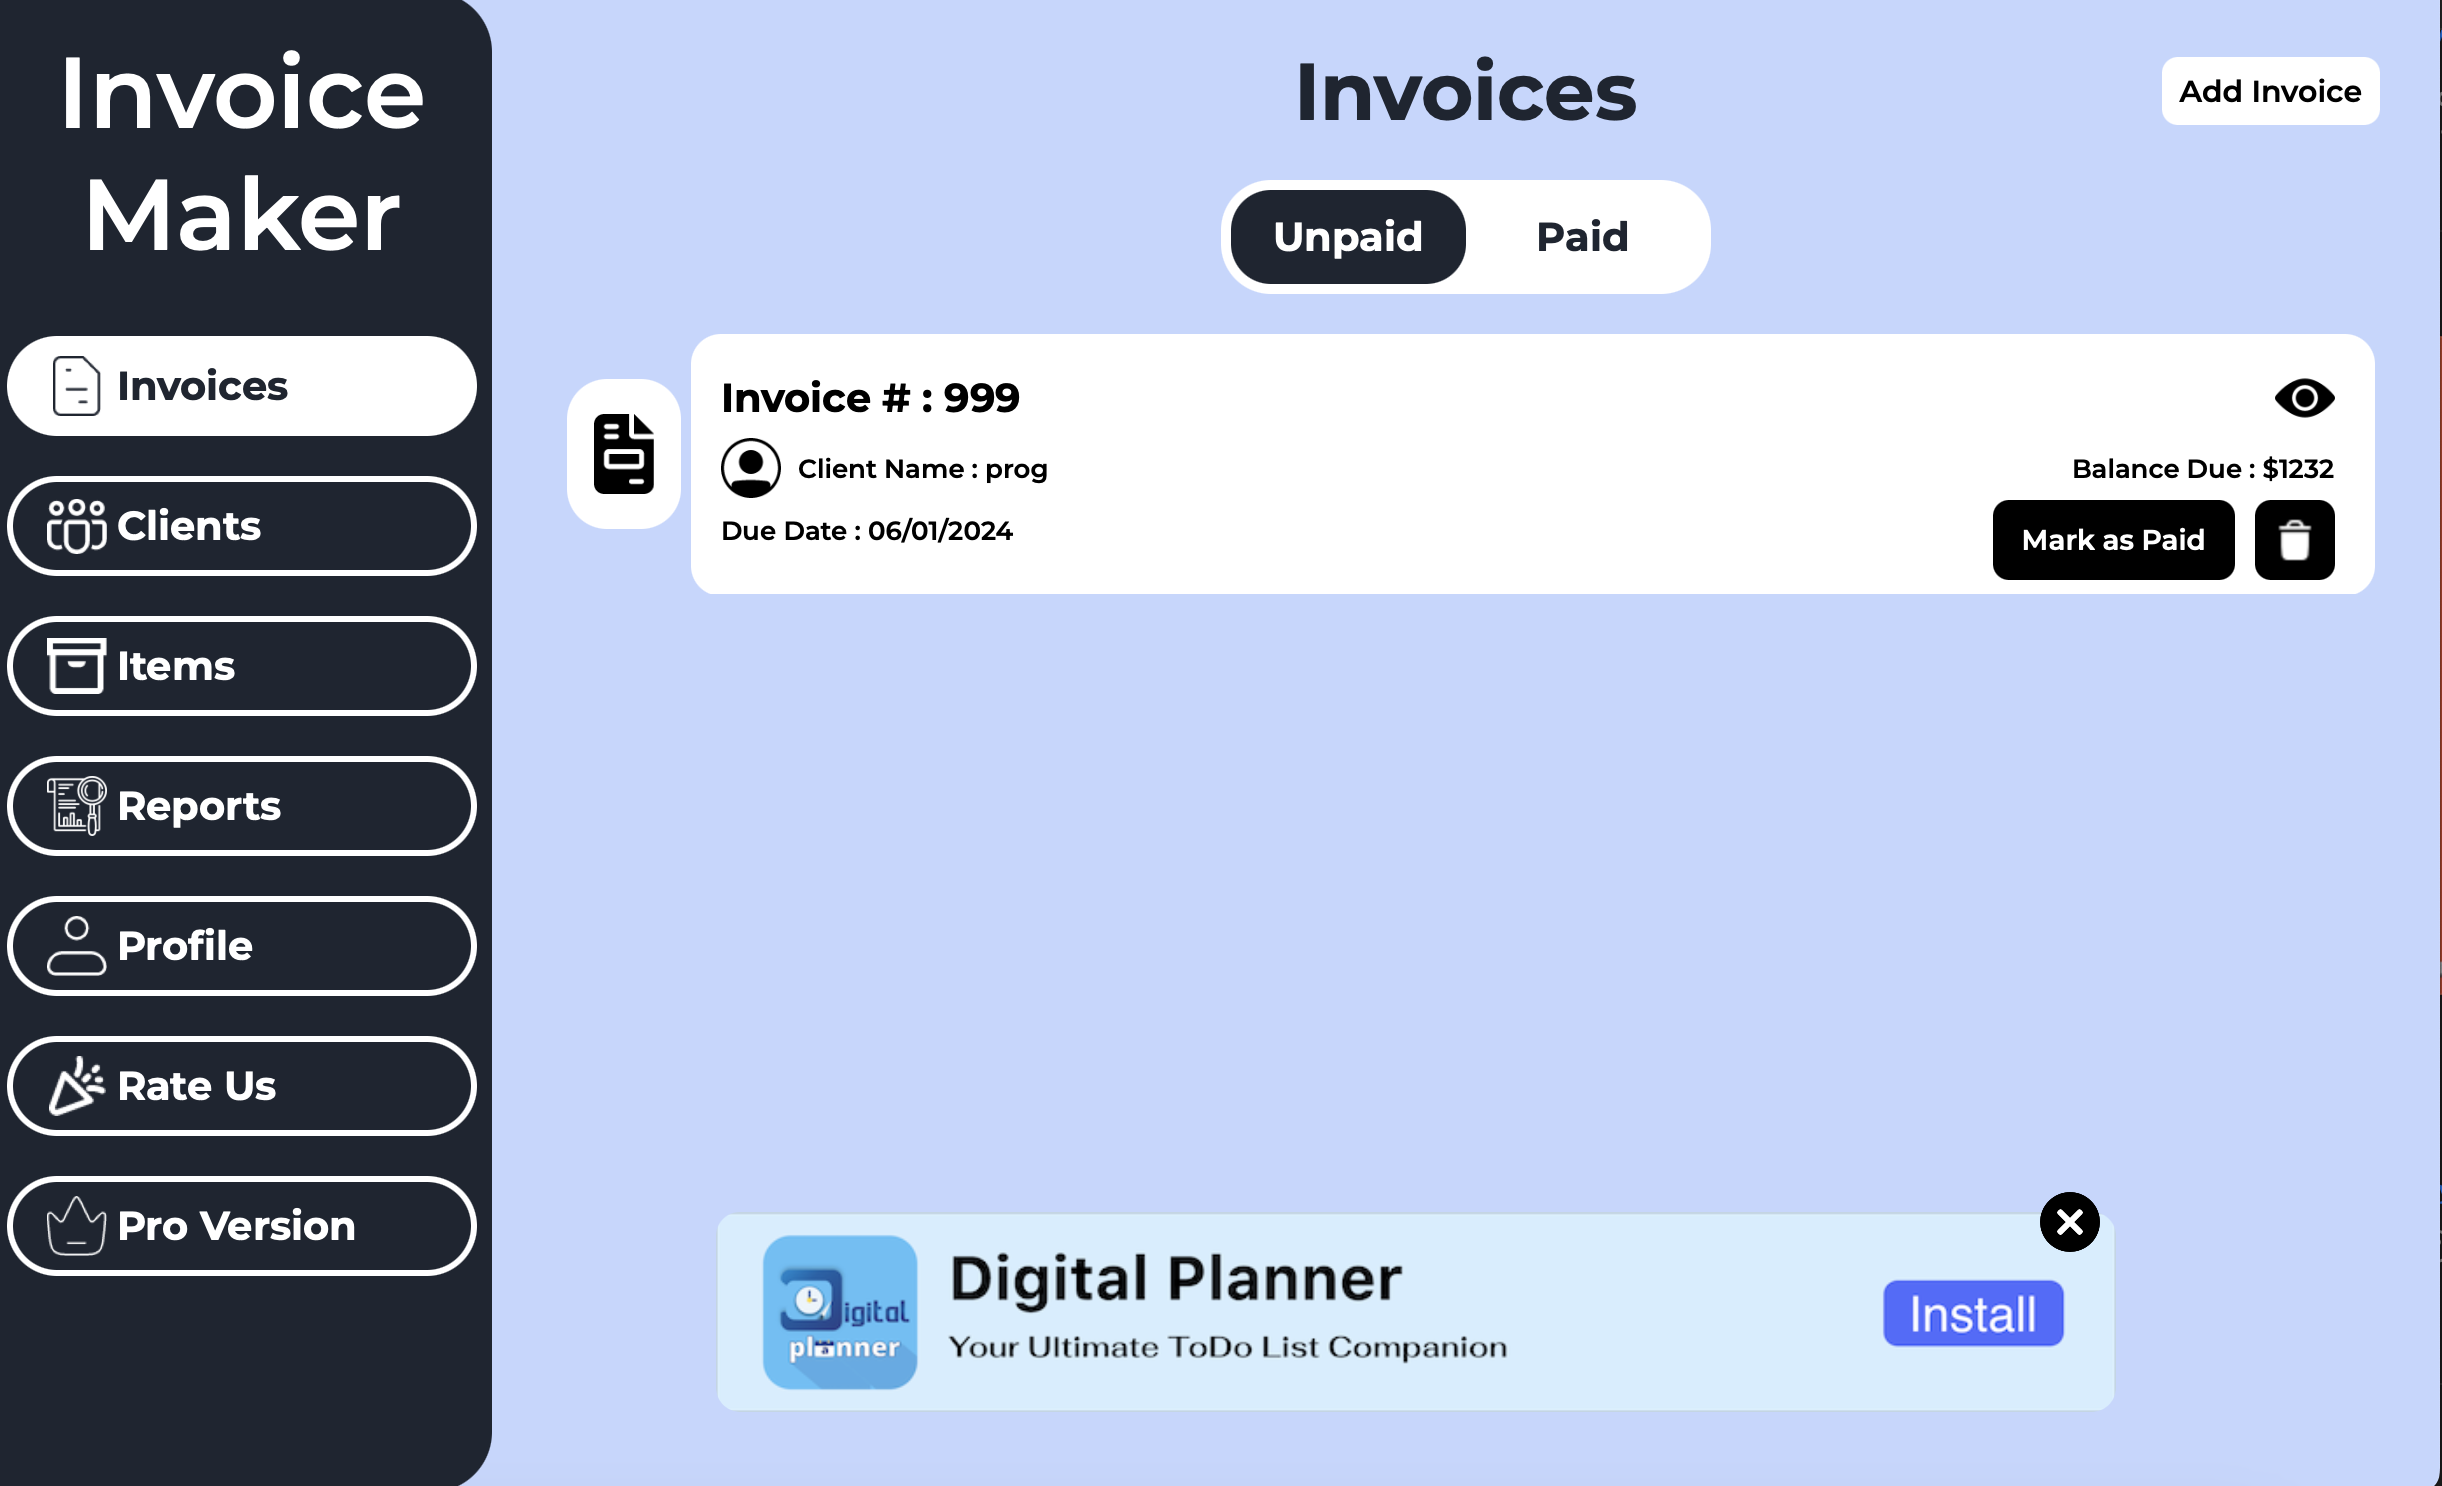 Invoice
Maker
Invoices
Clients
Items
Reports
Profile
Rate Us
Pro Version
Invoices
Add Invoice
Unpaid
Paid
Invoice # : 999
Client Name : prog
Balance Due : $1232
Due Date : 06/01/2024
Mark as Paid
igital
planner
Digital Planner
Your Ultimate ToDo List Companion
Install